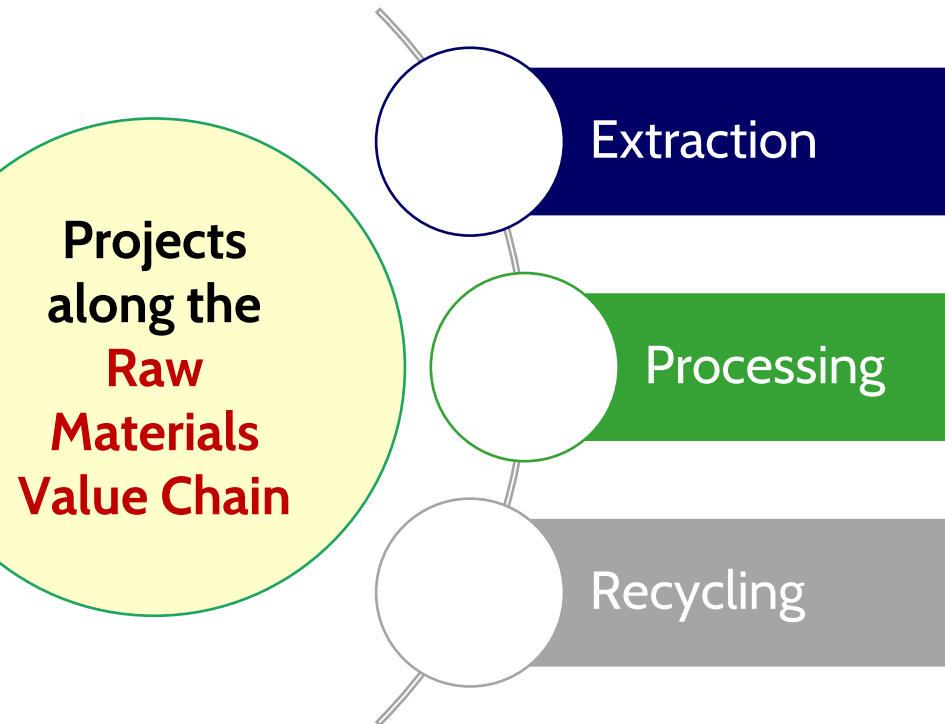 Projects
along the
Raw
Materials
Value Chain
Extraction
Processing
Recycling